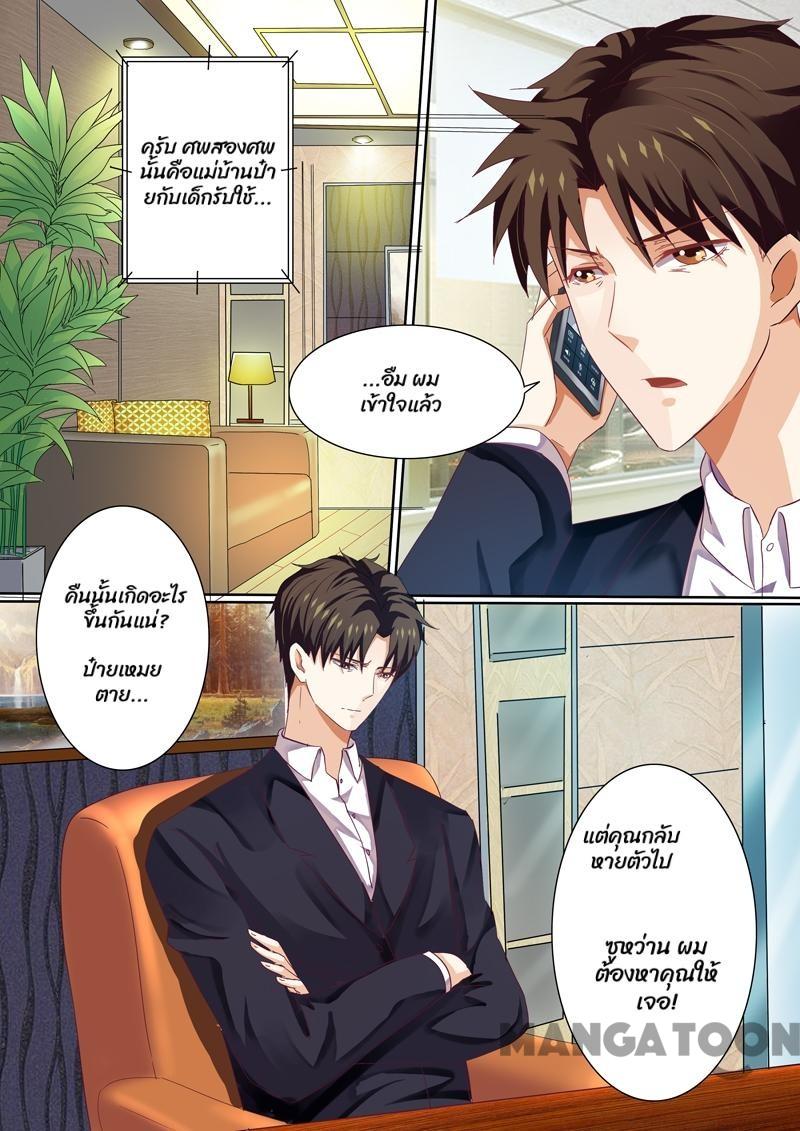 ครับ ศพสองศพ
นั้นคือแม่บ้านป๋า
ยกับเด็กรับใช้...
...อืม ผม
เข้าใจแล้ว
คืนนั้นเกิดอะไร
ขึ้นกันแน่?
ป๋ายเหมย
ตาย...
แต่คุณกลับ
หายตัวไป
ซูหว่าน ผม
ต้องหาคุณให้
เจอ!
MANGATOON